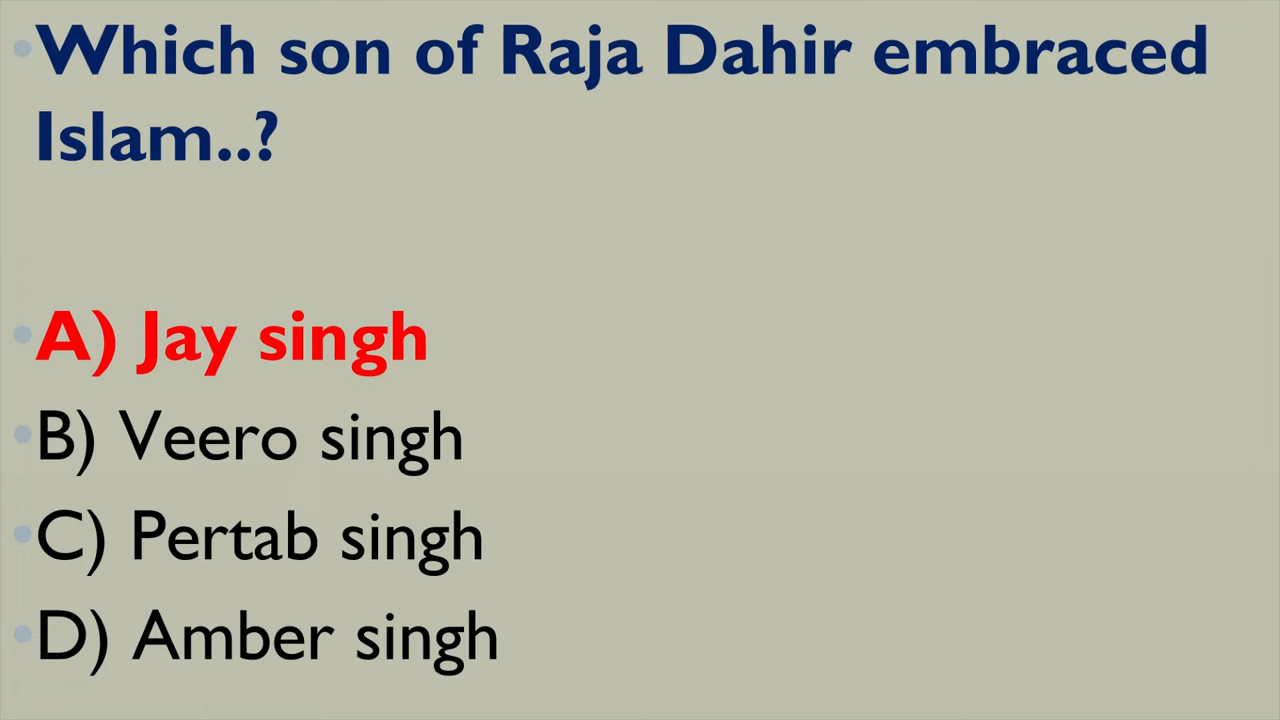 •Which son of Raja Dahir embraced
Islam..?
•A) Jay singh
•B) Veero singh
•C) Pertab singh
•D) Amber singh